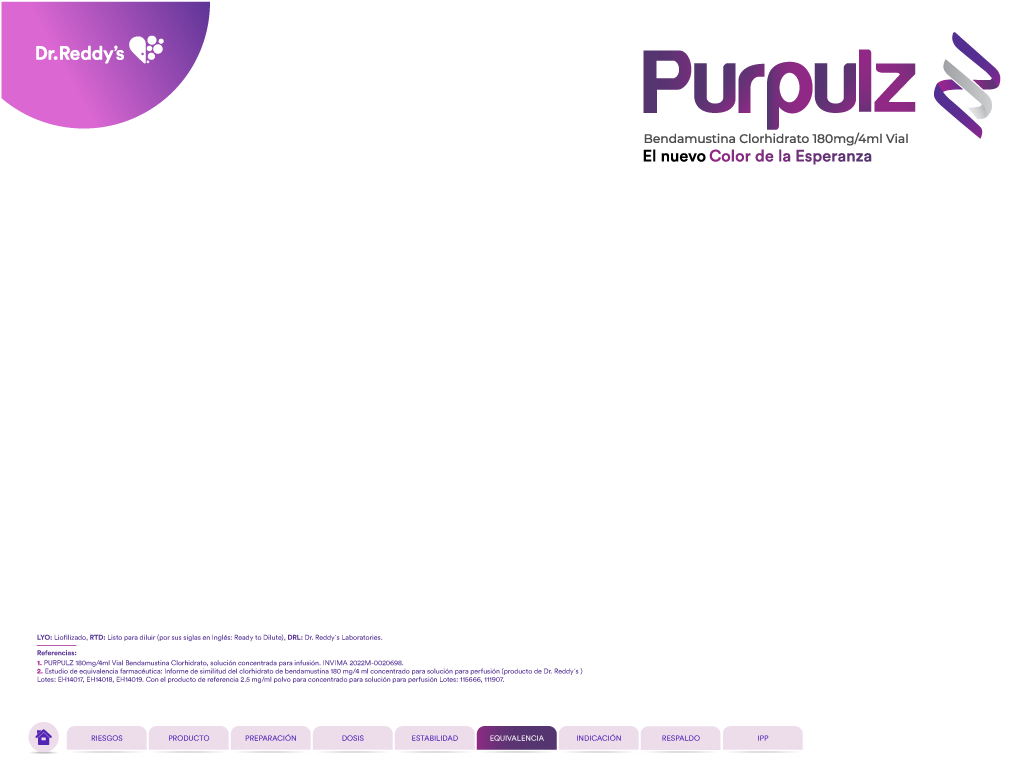 Dr.Reddy's
Purpulz
Bendamustina Clorhidrato 180mg/4ml Vial
El nuevo Color de la Esperanza
LYO: Liofilizado, RTD: Listo para diluir (por sus siglas en inglés: Ready to Dilute), DRL: Dr. Reddy´s Laboratories.
Referencias:
1. PURPULZ 180mg/4ml Vial Bendamustina Clorhidrato, solución concentrada para infusión. INVIMA 2022M-0020698.
2. Estudio de equivalencia farmacéutica: Informe de similitud del clorhidrato de bendamustina 180 mg/4 ml concentrado para solución para perfusión (producto de Dr. Reddy´s )
Lotes: EH14017, EH14018, EH14019. Con el producto de referencia 2.5 mg/ml polvo para concentrado para solución para perfusión Lotes: 115666, 111907.
RIESGOS
PRODUCTO
PREPARACIÓN
DOSIS
ESTABILIDAD
EQUIVALENCIA
INDICACIÓN
RESPALDO
IPP